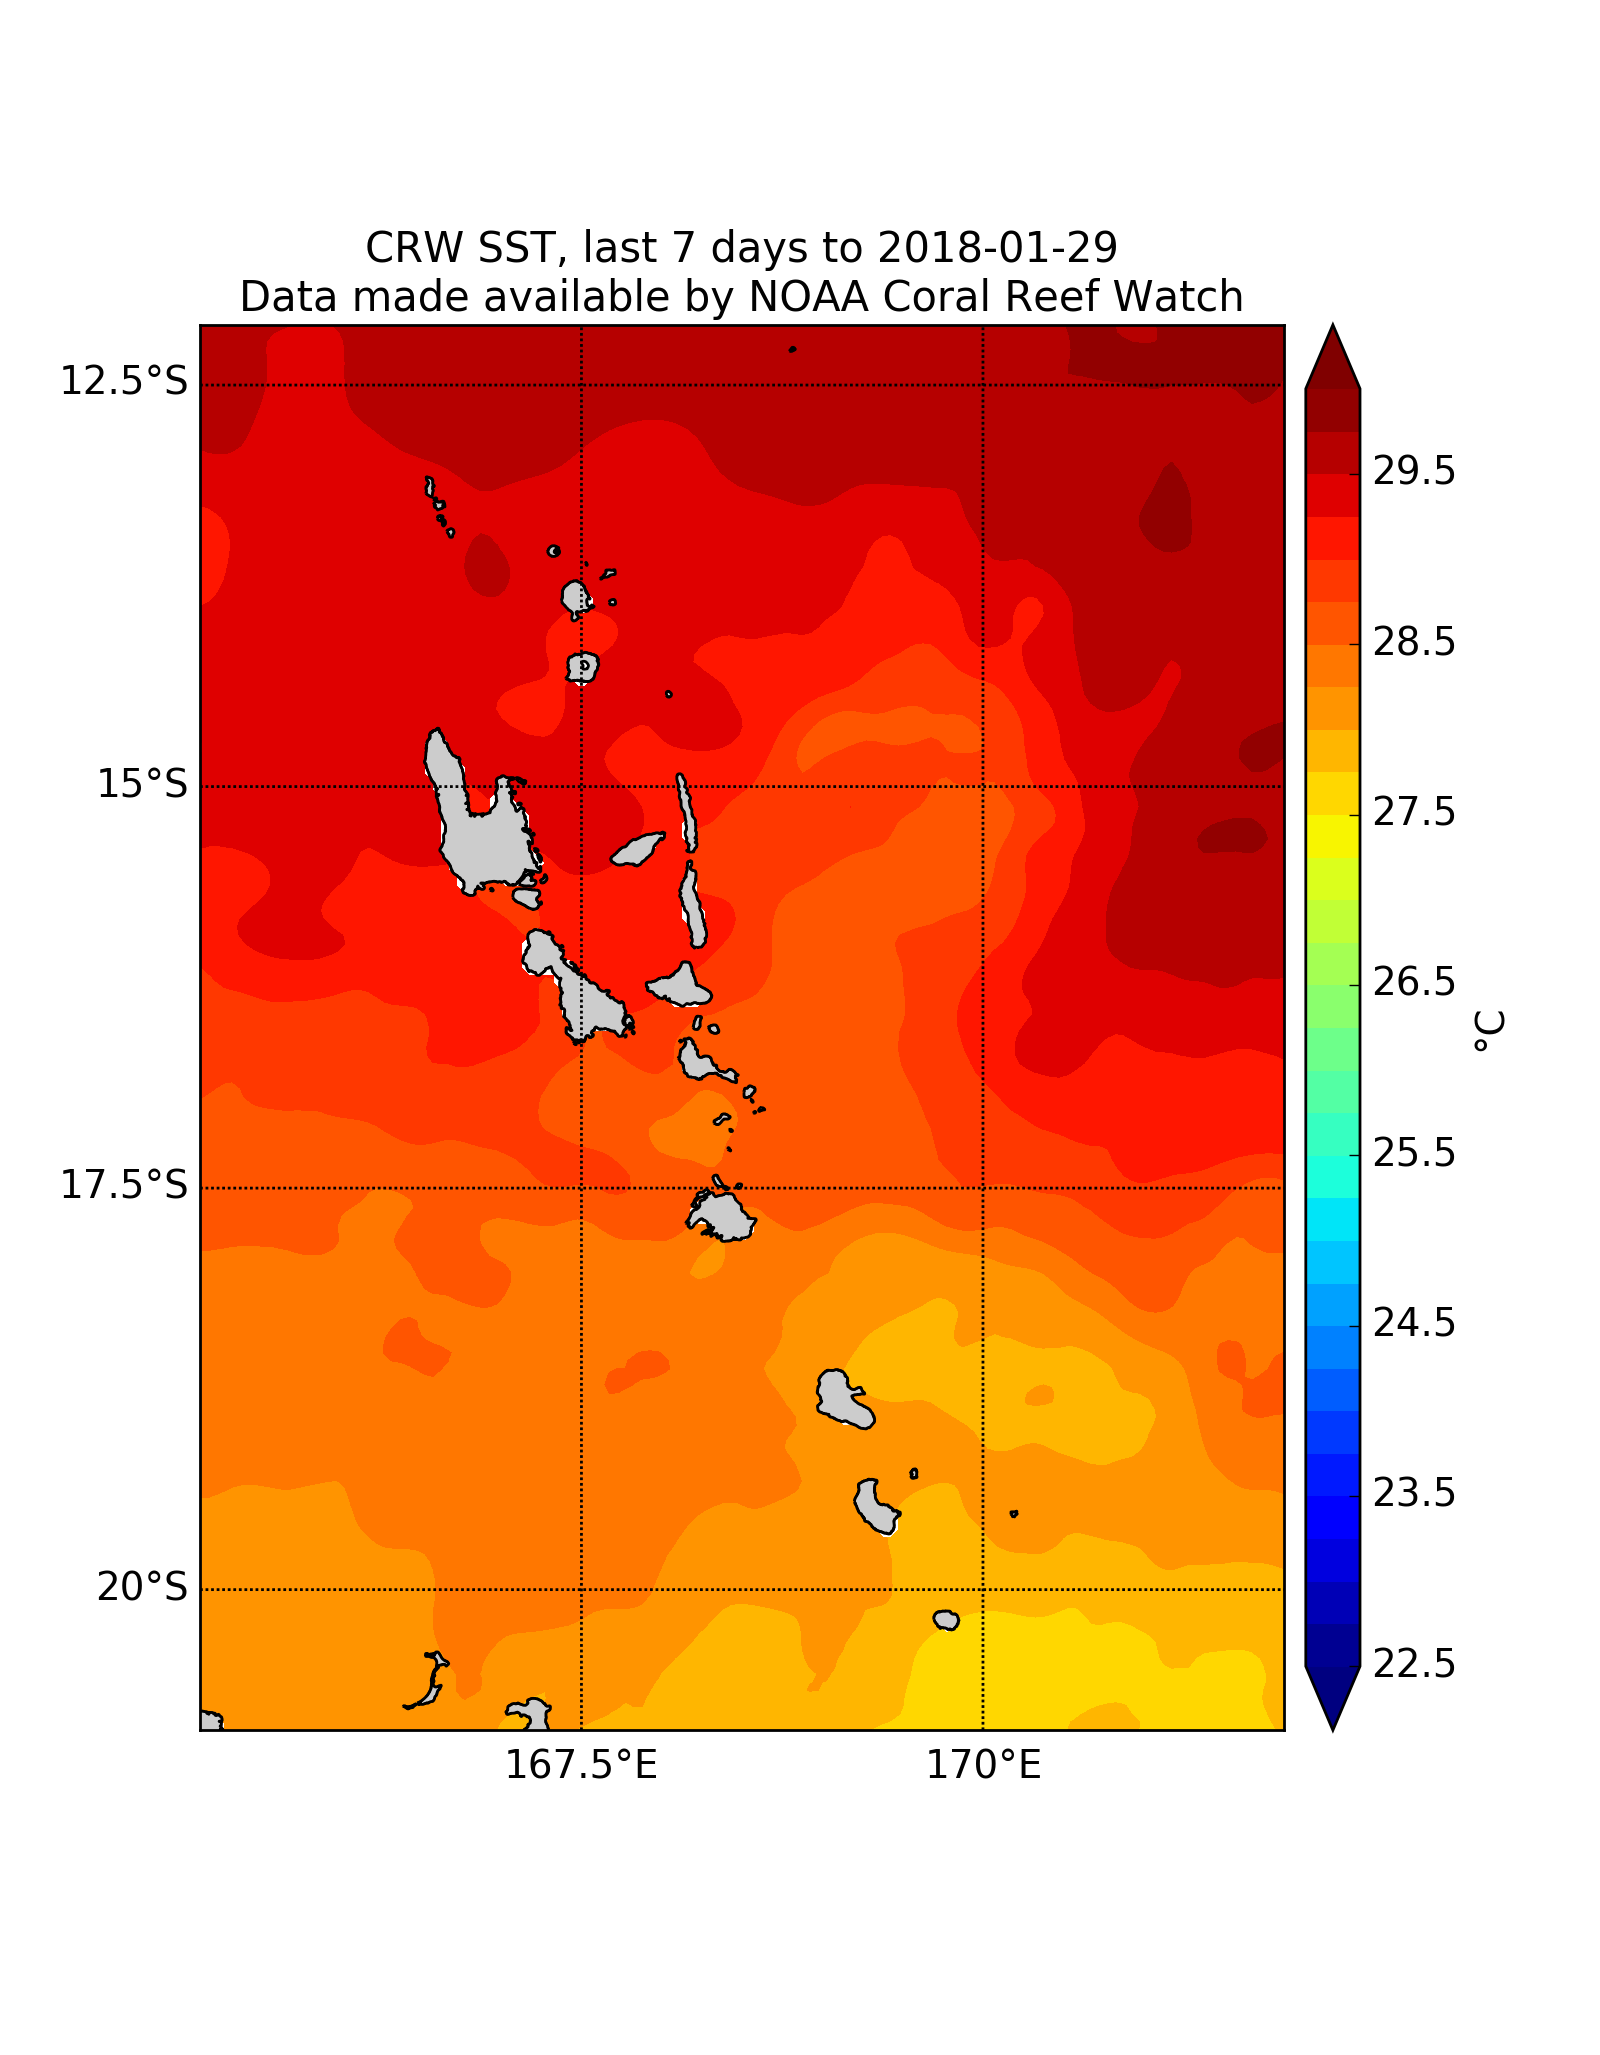 CRW SST, last 7 days to 2018-01-29
Data made available by NOAA Coral Reef Watch
12.5°S
15°S
17.5°S
20°S
167.5°E
170°E
29.5
28.5
27.5
26.5
25.5
24.5
23.5
22.5
°C